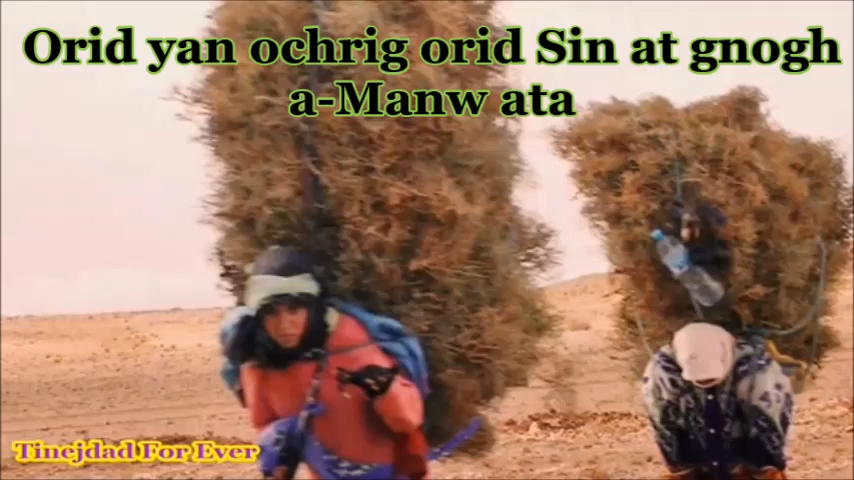 Orid yan ochrig orid Sin at gnogh
a-Manw ata
Tinejdad For Ever